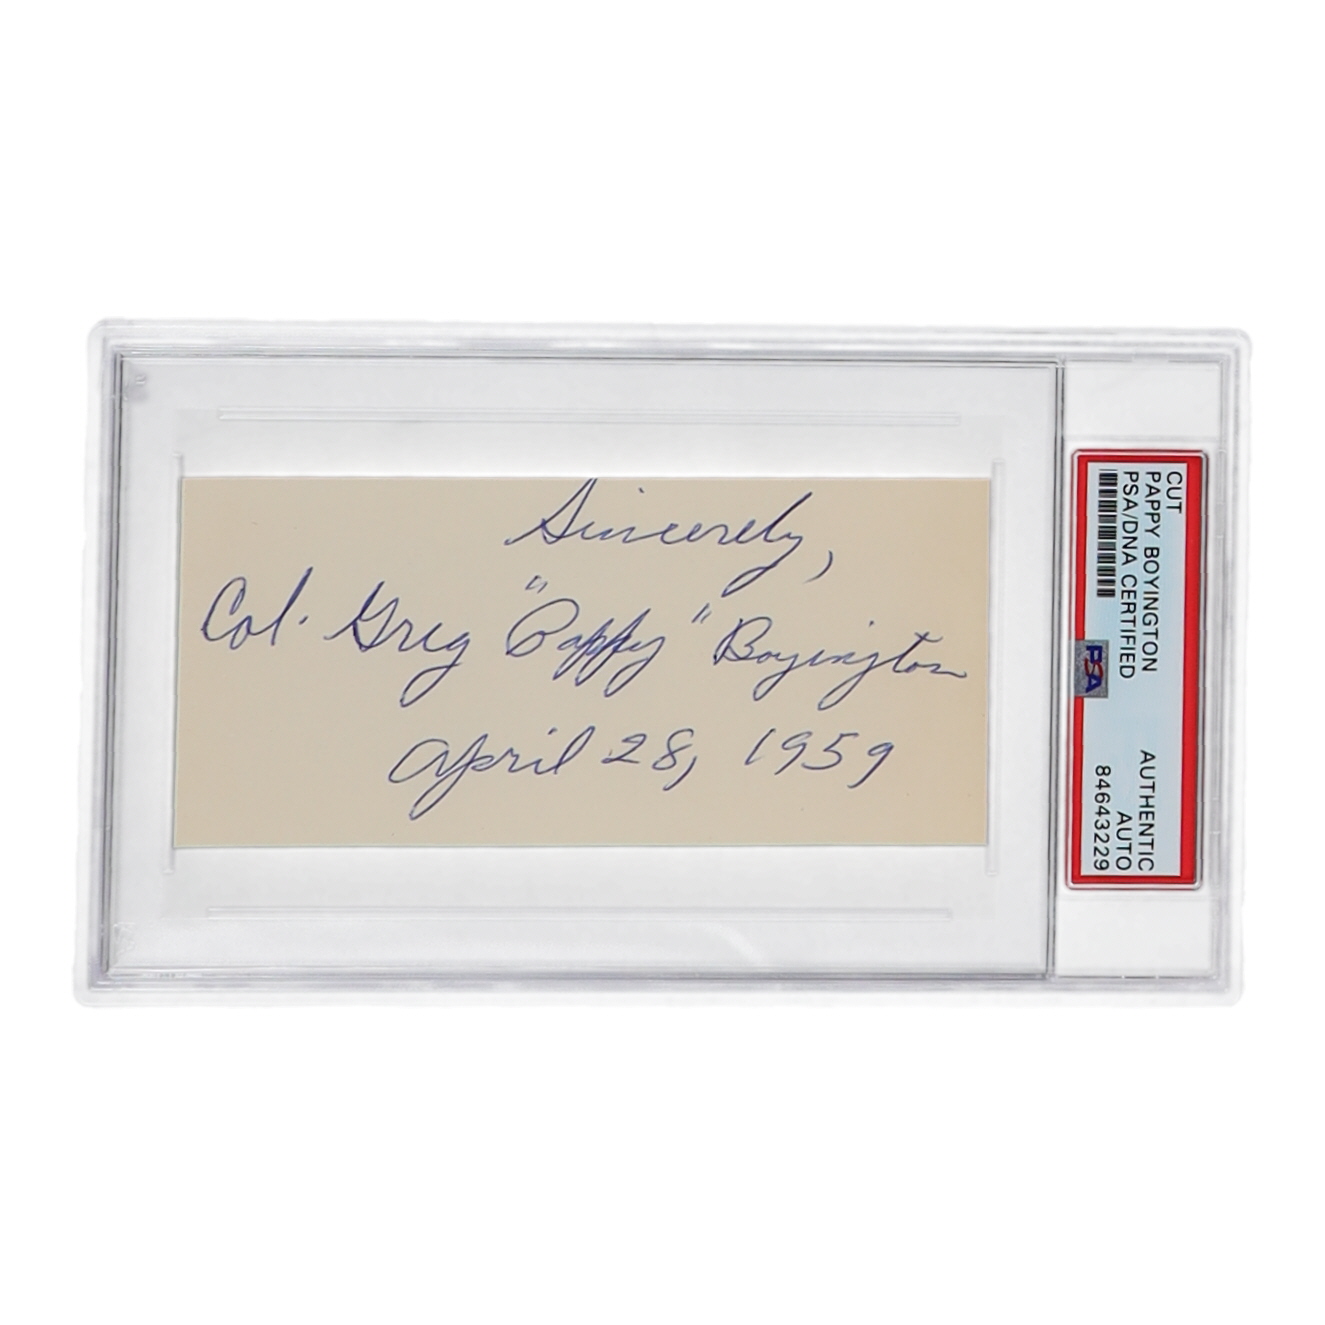 Sincerely,
Col. Greg "Pappy" Boyington
April 28, 1959
CUT
PAPPY BOYINGTON
PSA/DNA CERTIFIED
AUTHENTIC
AUTO
84643229
PSA